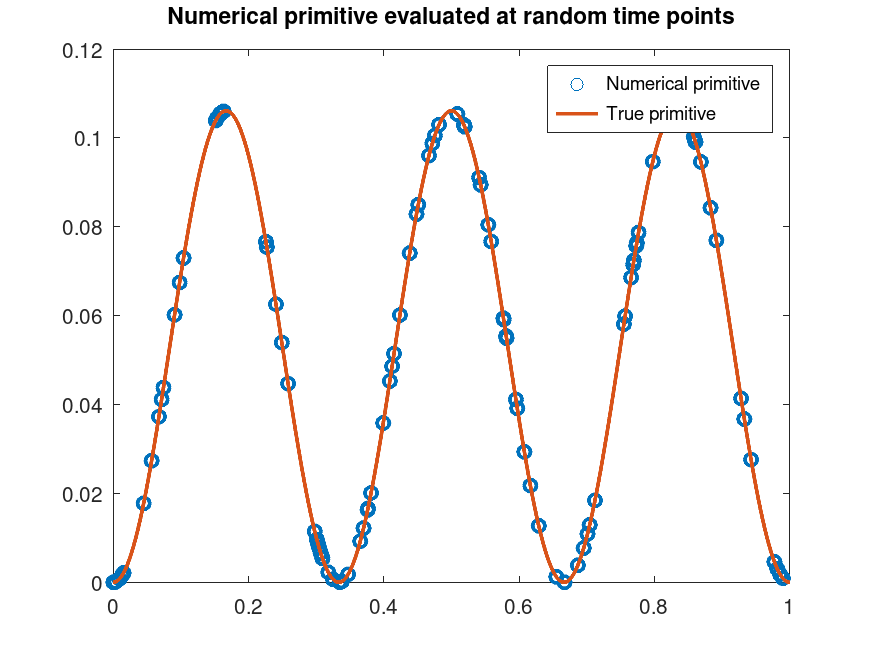 Numerical primitive evaluated at random time points
0.12
0.1
0.08
0.06
0.04
0.02
0
0 0.2 0.4 0.6 0.8 1
Numerical primitive
True primitive